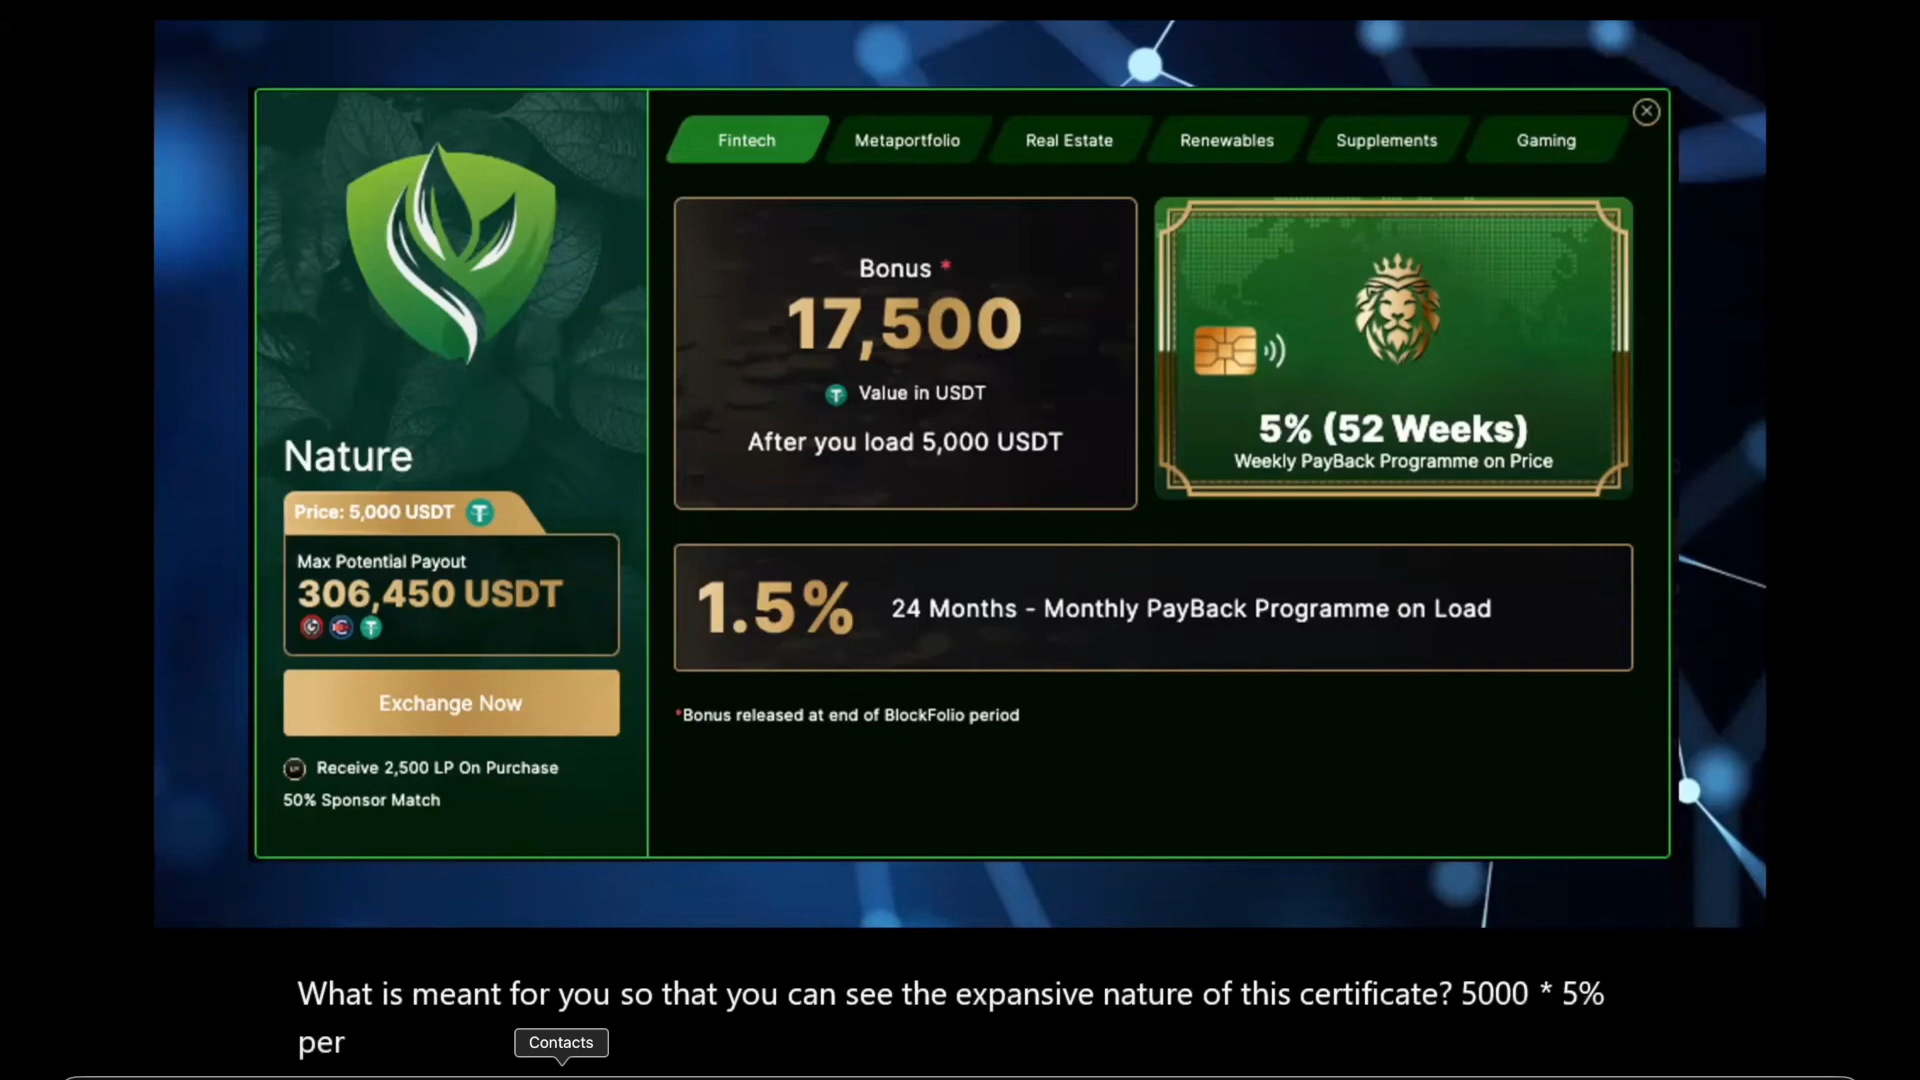 Nature
Price: 5,000 USDT
Max Potential Payout
306,450 USDT
Exchange Now
Receive 2,500 LP On Purchase
50% Sponsor Match
Fintech
Metaportfolio
Real Estate
Renewables
Supplements
Gaming
Bonus *
17,500
Value in USDT
After you load 5,000 USDT
5% (52 Weeks)
Weekly PayBack Programme on Price
1.5%
24 Months - Monthly PayBack Programme on Load
*Bonus released at end of BlockFolio period
What is meant for you so that you can see the expansive nature of this certificate? 5000 * 5%
per
Contacts